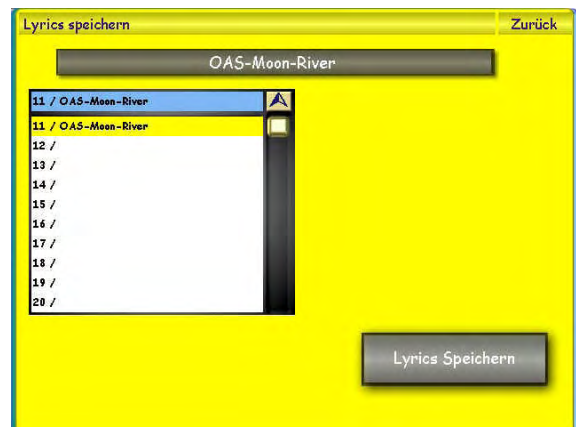 Lyrics speichern Zurück
OAS-Moon-River
11 / OAS-Moon-River
11 / OAS-Moon-River
12 /
13 /
14 /
15 /
16 /
17 /
18 /
19 /
20 /
Lyrics Speichern